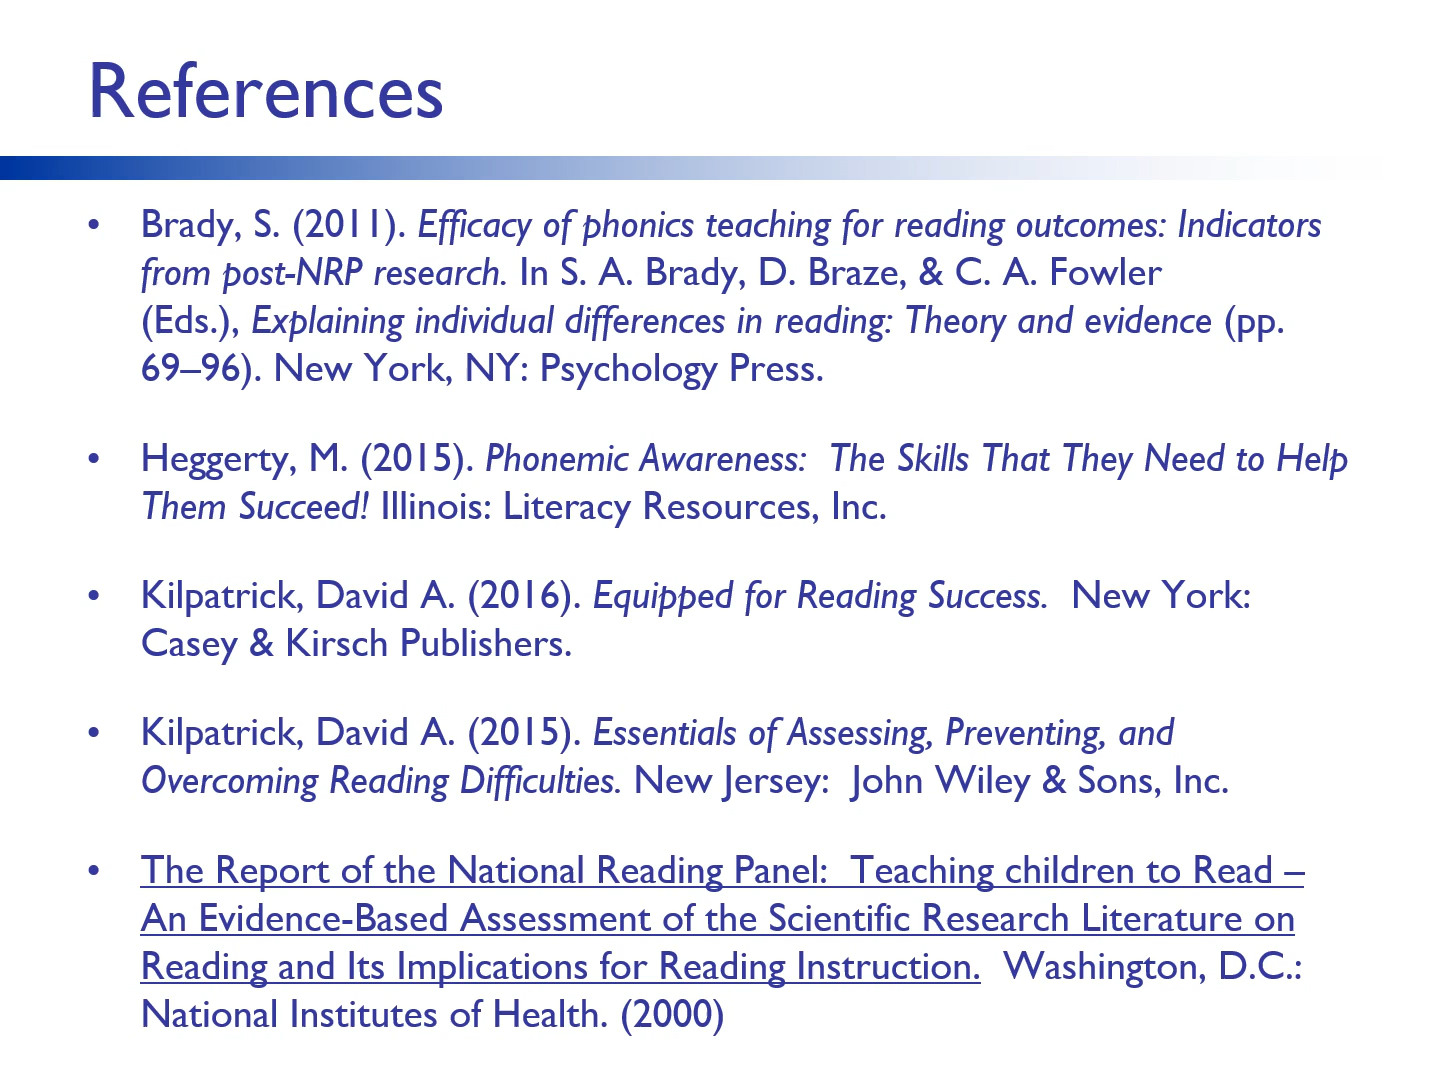 References
• Brady, S. (2011). Efficacy of phonics teaching for reading outcomes: Indicators
from post-NRP research. In S. A. Brady, D. Braze, & C. A. Fowler
(Eds.), Explaining individual differences in reading: Theory and evidence (pp.
69–96). New York, NY: Psychology Press.
• Heggerty, M. (2015). Phonemic Awareness:  The Skills That They Need to Help
Them Succeed! Illinois: Literacy Resources, Inc.
• Kilpatrick, David A. (2016). Equipped for Reading Success.  New York:
Casey & Kirsch Publishers.
• Kilpatrick, David A. (2015). Essentials of Assessing, Preventing, and
Overcoming Reading Difficulties. New Jersey:  John Wiley & Sons, Inc.
• The Report of the National Reading Panel:  Teaching children to Read –
An Evidence-Based Assessment of the Scientific Research Literature on
Reading and Its Implications for Reading Instruction.  Washington, D.C.:
National Institutes of Health. (2000)